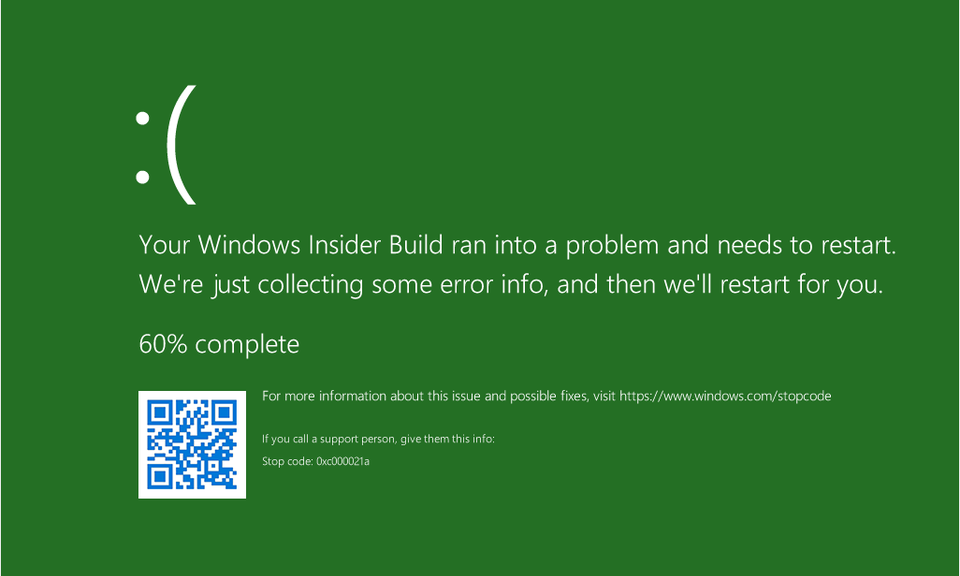 :(
Your Windows Insider Build ran into a problem and needs to restart.
We're just collecting some error info, and then we'll restart for you.
60% complete
For more information about this issue and possible fixes, visit https://www.windows.com/stopcode
If you call a support person, give them this info:
Stop code: 0xc000021a